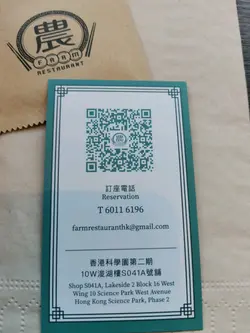 農
FARM
RESTAURANT
訂座電話
Reservation
T 6011 6196
farmrestauranthk@gmail.com
香港科學園第二期
10W滙湖樓S041A號舖
Shop S041A, Lakeside 2 Block 16 West
Wing 10 Science Park West Avenue
Hong Kong Science Park, Phase 2